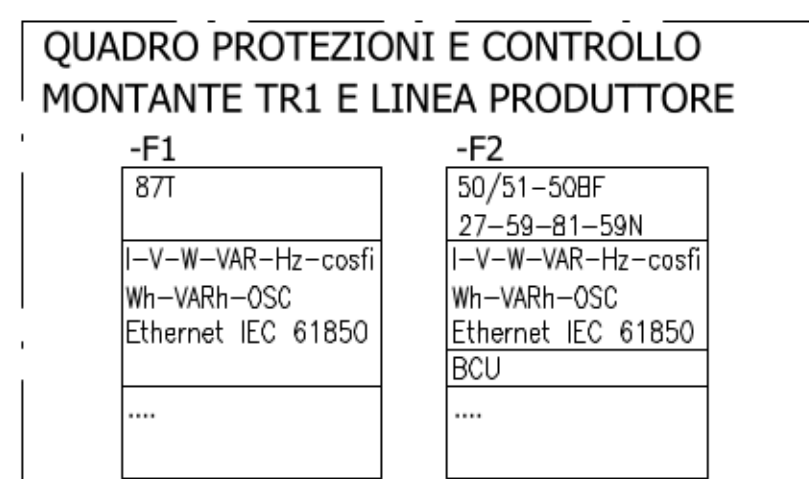 QUADRO PROTEZIONI E CONTROLLO
MONTANTE TR1 E LINEA PRODUTTORE
-F1
87T
I-V-W-VAR-Hz-cosfi
Wh-VARh-OSC
Ethernet IEC 61850
....
-F2
50/51-50BF
27-59-81-59N
I-V-W-VAR-Hz-cosfi
Wh-VARh-OSC
Ethernet IEC 61850
BCU
....